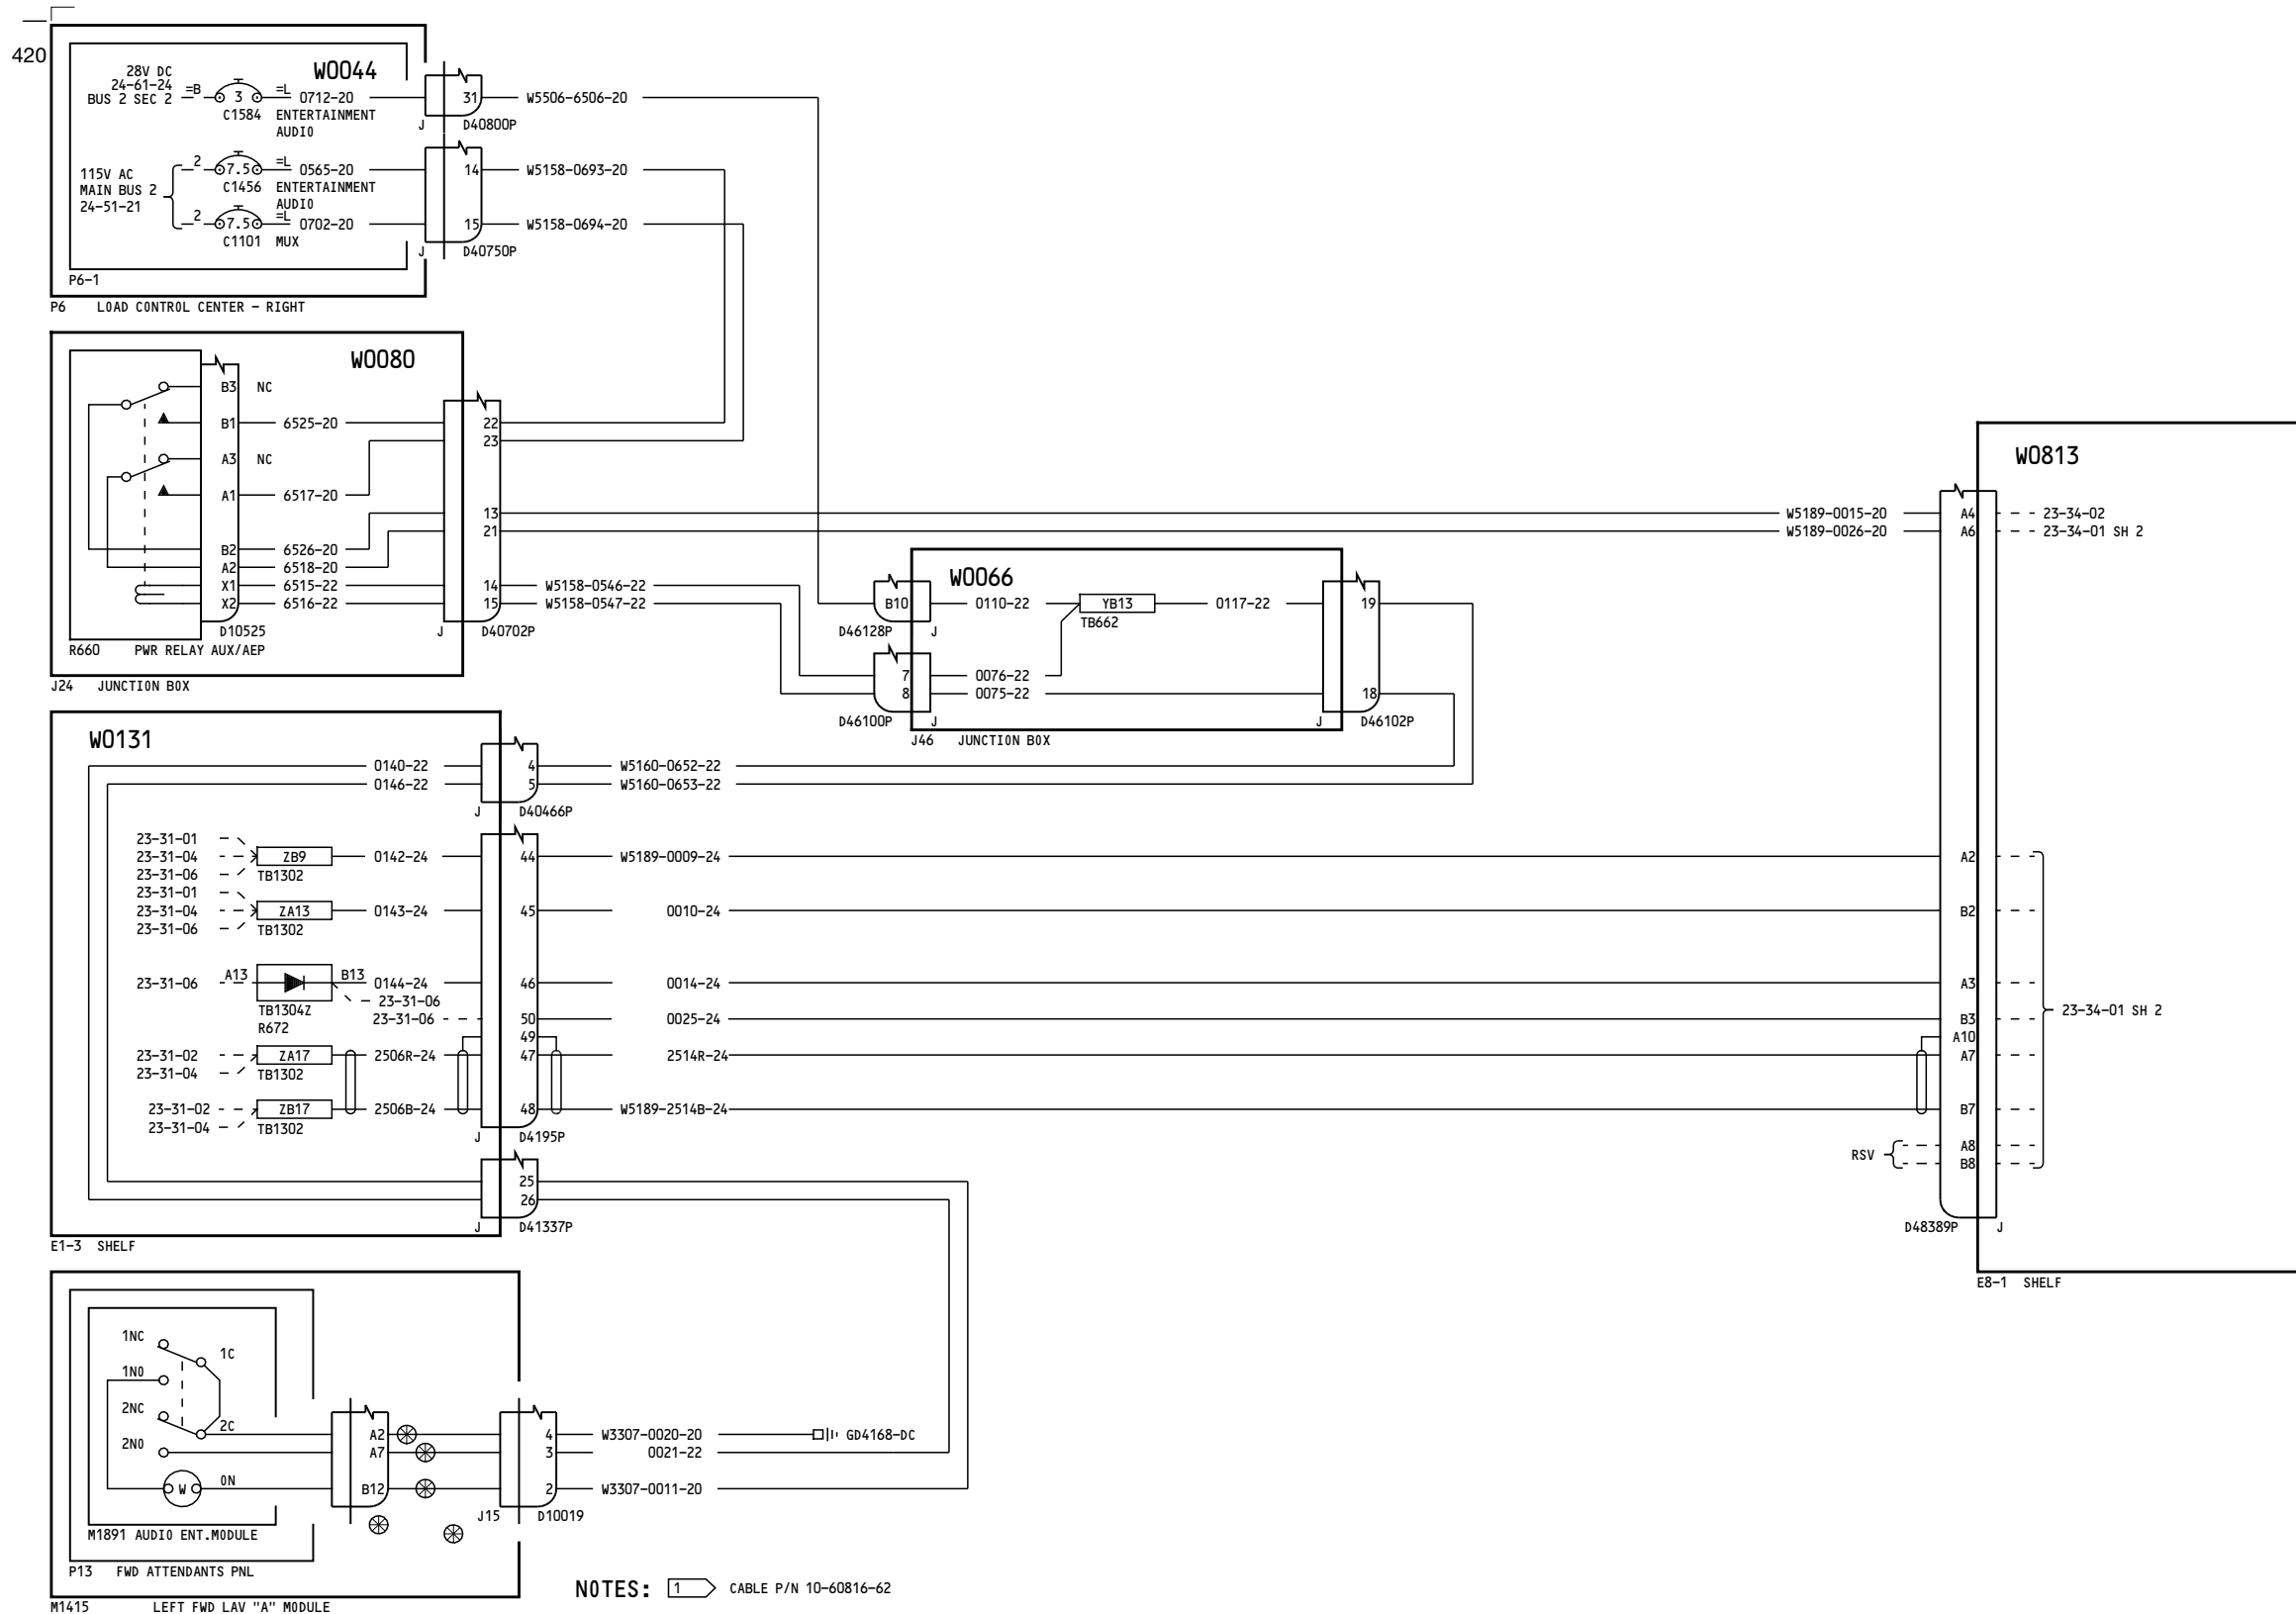 420
W0044
28V DC
24-61-24
BUS 2 SEC 2
=B
3
=L
0712-20
C1584
ENTERTAINMENT
AUDIO
31
J
D40800P
W5506-6506-20
115V AC
MAIN BUS 2
24-51-21
2
7.5
=L
0565-20
C1456
ENTERTAINMENT
AUDIO
14
W5158-0693-20
2
7.5
=L
0702-20
C1101
MUX
15
W5158-0694-20
J
D40750P
P6-1
P6 LOAD CONTROL CENTER - RIGHT
W0080
B3
NC
B1
6525-20
22
23
A3
NC
A1
6517-20
13
21
B2
6526-20
A2
6518-20
X1
6515-22
14
W5158-0546-22
X2
6516-22
15
W5158-0547-22
D10525
J
D40702P
R660 PWR RELAY AUX/AEP
J24 JUNCTION BOX
W0066
B10
0110-22
YB13
TB662
0117-22
19
D46128P
J
7
0076-22
8
0075-22
18
D46100P
J
J
D46102P
J46 JUNCTION BOX
W0813
W5189-0015-20
A4
23-34-02
W5189-0026-20
A6
23-34-01 SH 2
W0131
0140-22
4
W5160-0652-22
0146-22
5
W5160-0653-22
J
D40466P
23-31-01
23-31-04
23-31-06
ZB9
TB1302
0142-24
44
W5189-0009-24
A2
23-31-01
23-31-04
23-31-06
ZA13
TB1302
0143-24
45
0010-24
B2
23-31-06
A13
B13
0144-24
46
0014-24
A3
23-31-06
TB1304Z
R672
23-31-06
50
0025-24
B3
49
A10
23-34-01 SH 2
23-31-02
23-31-04
ZA17
TB1302
2506R-24
47
2514R-24
A7
23-31-02
23-31-04
ZB17
TB1302
2506B-24
48
W5189-2514B-24
B7
J
D4195P
RSV
A8
B8
25
26
J
D41337P
D48389P
J
E1-3 SHELF
E8-1 SHELF
1NC
1C
1NO
2NC
2C
2NO
W
ON
A2
A7
B12
4
3
2
W3307-0020-20
GD4168-DC
0021-22
W3307-0011-20
J15
D10019
M1891 AUDIO ENT.MODULE
P13 FWD ATTENDANTS PNL
M1415 LEFT FWD LAV "A" MODULE
NOTES: 1 CABLE P/N 10-60816-62